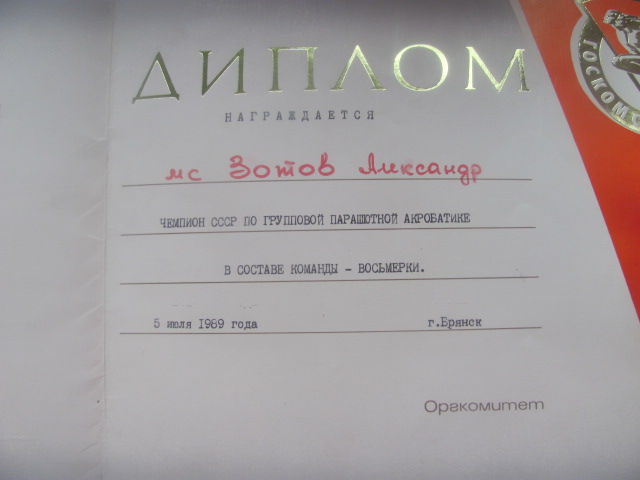 ДИПЛОМ
НАГРАЖДАЕТСЯ
мс Зотов Александр
ЧЕМПИОН СССР ПО ГРУППОВОЙ ПАРАШЮТНОЙ АКРОБАТИКЕ
В СОСТАВЕ КОМАНДЫ - ВОСЬМЕРКИ.
5 июля 1989 года г.Брянск
Оргкомитет